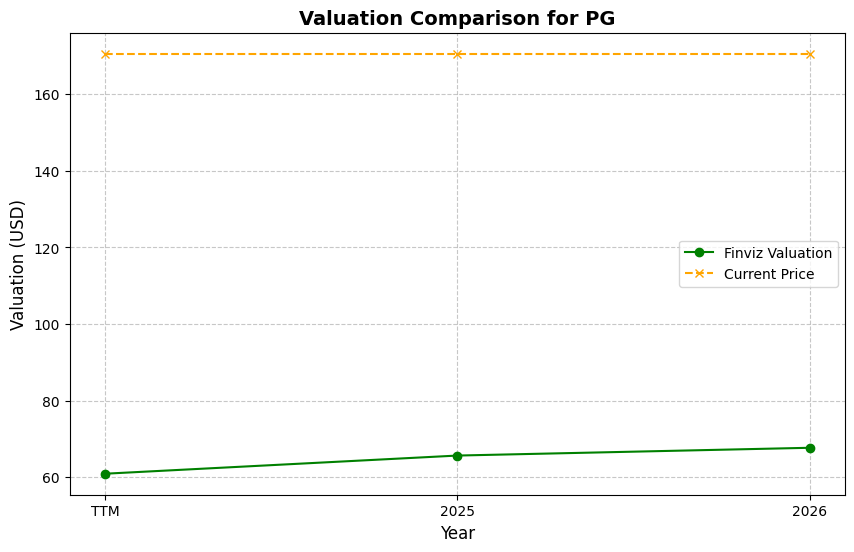 Valuation Comparison for PG
Valuation (USD)
160
140
120
100
80
60
Finviz Valuation
Current Price
TTM
2025
2026
Year